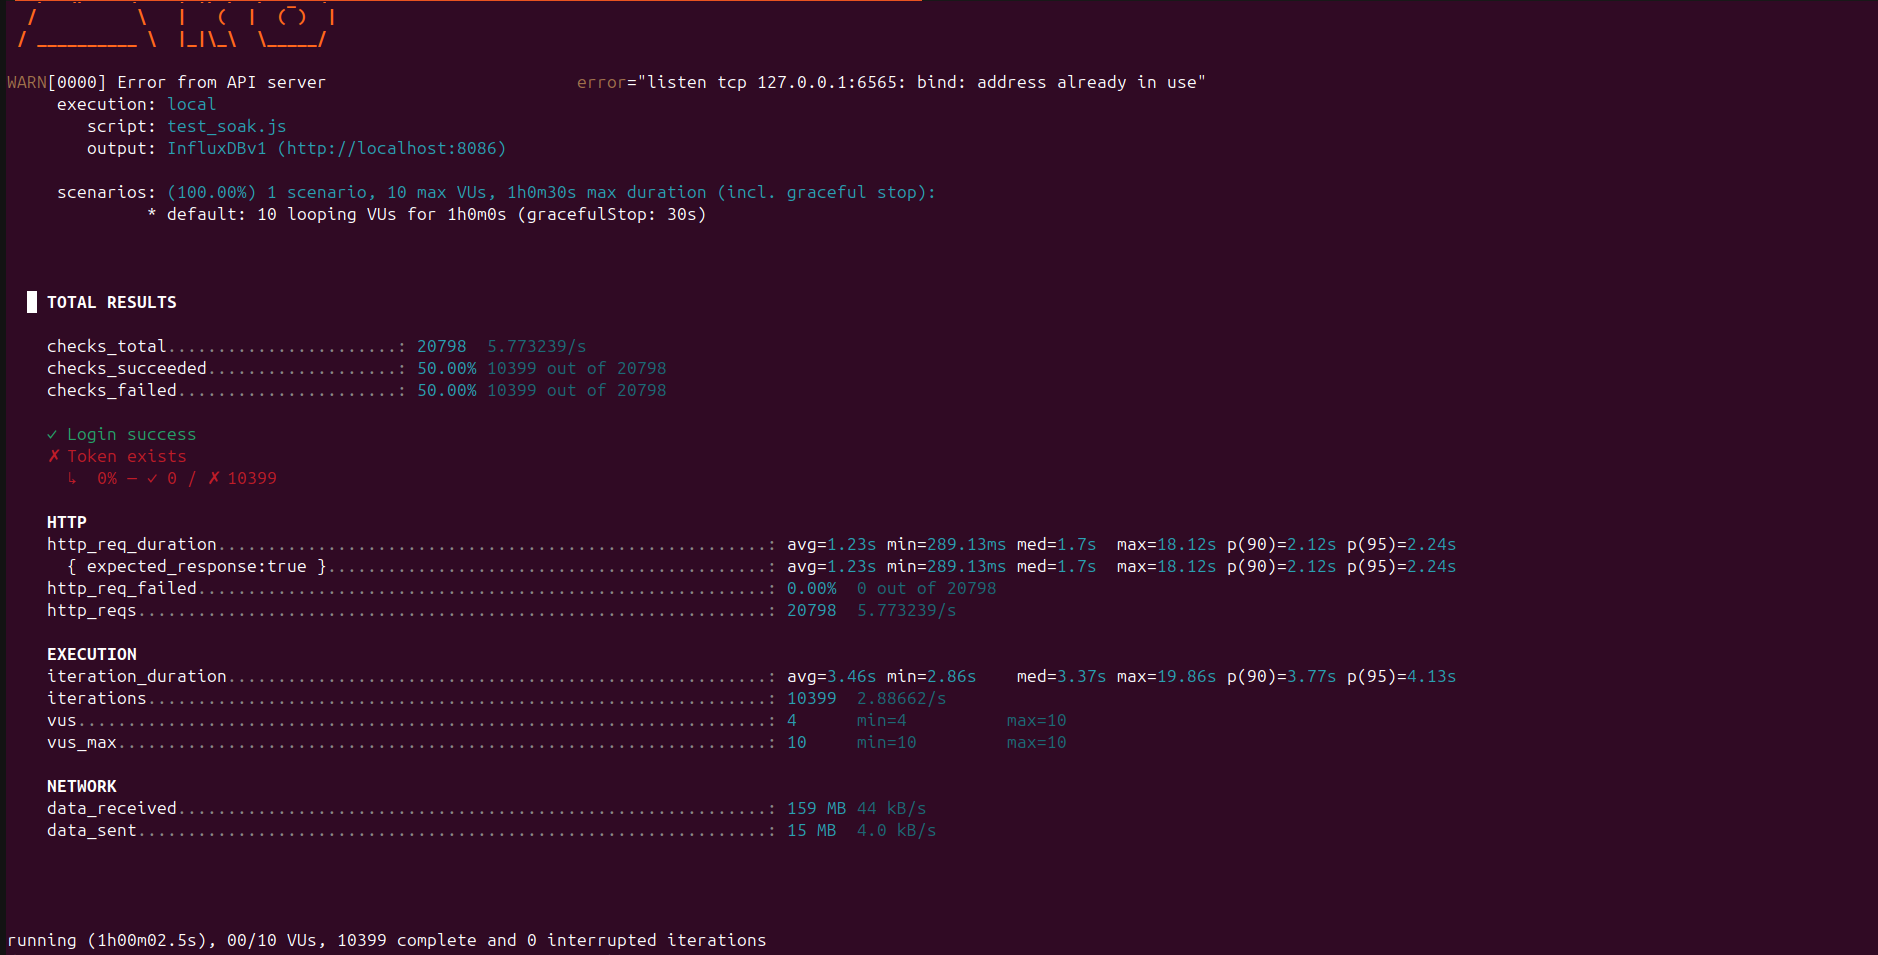 WARN[0000] Error from API server error="listen tcp 127.0.0.1:6565: bind: address already in use"
execution: local
script: test_soak.js
output: InfluxDBv1 (http://localhost:8086)
scenarios: (100.00%) 1 scenario, 10 max VUs, 1h0m30s max duration (incl. graceful stop):
* default: 10 looping VUs for 1h0m0s (gracefulStop: 30s)
TOTAL RESULTS
checks_total.......................: 20798 5.773239/s
checks_succeeded...................: 50.00% 10399 out of 20798
checks_failed......................: 50.00% 10399 out of 20798
✓ Login success
✗ Token exists
↳ 0% — ✓ 0 / ✗ 10399
HTTP
http_req_duration.......................................................: avg=1.23s min=289.13ms med=1.7s max=18.12s p(90)=2.12s p(95)=2.24s
{ expected_response:true }............................................: avg=1.23s min=289.13ms med=1.7s max=18.12s p(90)=2.12s p(95)=2.24s
http_req_failed.........................................................: 0.00% 0 out of 20798
http_reqs...............................................................: 20798 5.773239/s
EXECUTION
iteration_duration......................................................: avg=3.46s min=2.86s med=3.37s max=19.86s p(90)=3.77s p(95)=4.13s
iterations..............................................................: 10399 2.88662/s
vus.....................................................................: 4 min=4 max=10
vus_max.................................................................: 10 min=10 max=10
NETWORK
data_received...........................................................: 159 MB 44 kB/s
data_sent...............................................................: 15 MB 4.0 kB/s
running (1h00m02.5s), 00/10 VUs, 10399 complete and 0 interrupted iterations